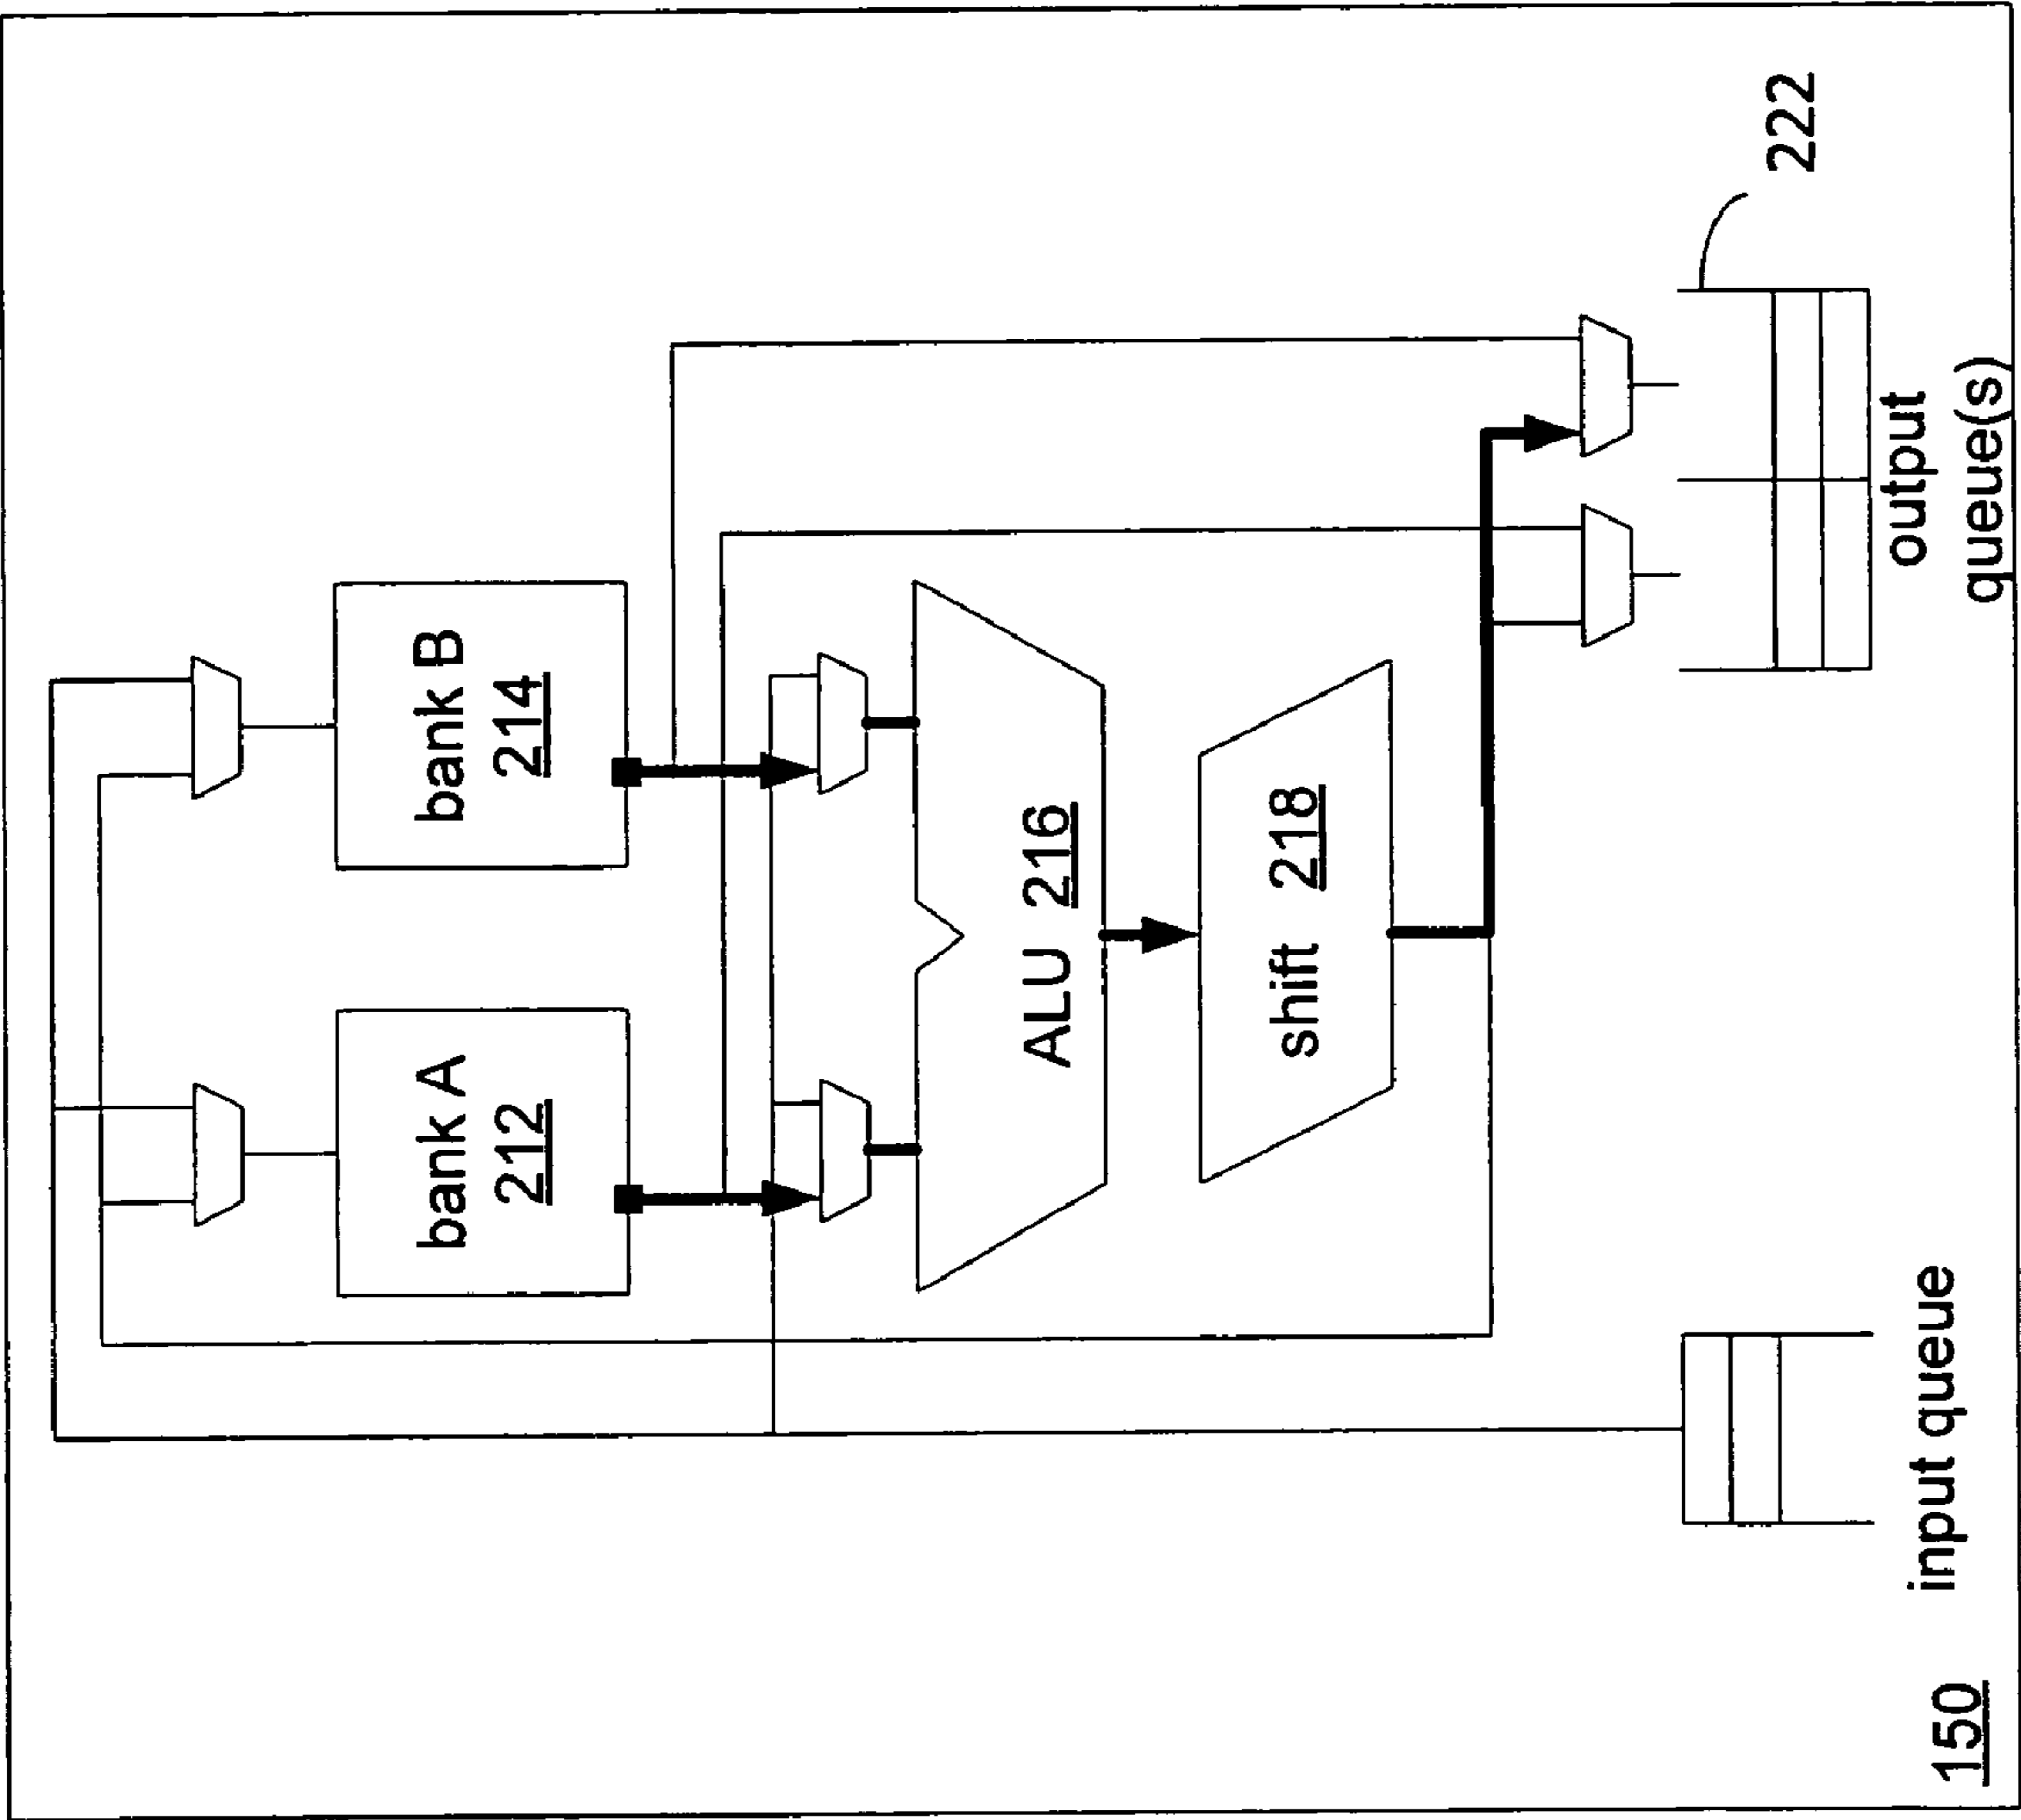 bank A
212
bank B
214
ALU 216
shift 218
222
input queue
output
queue(s)
150